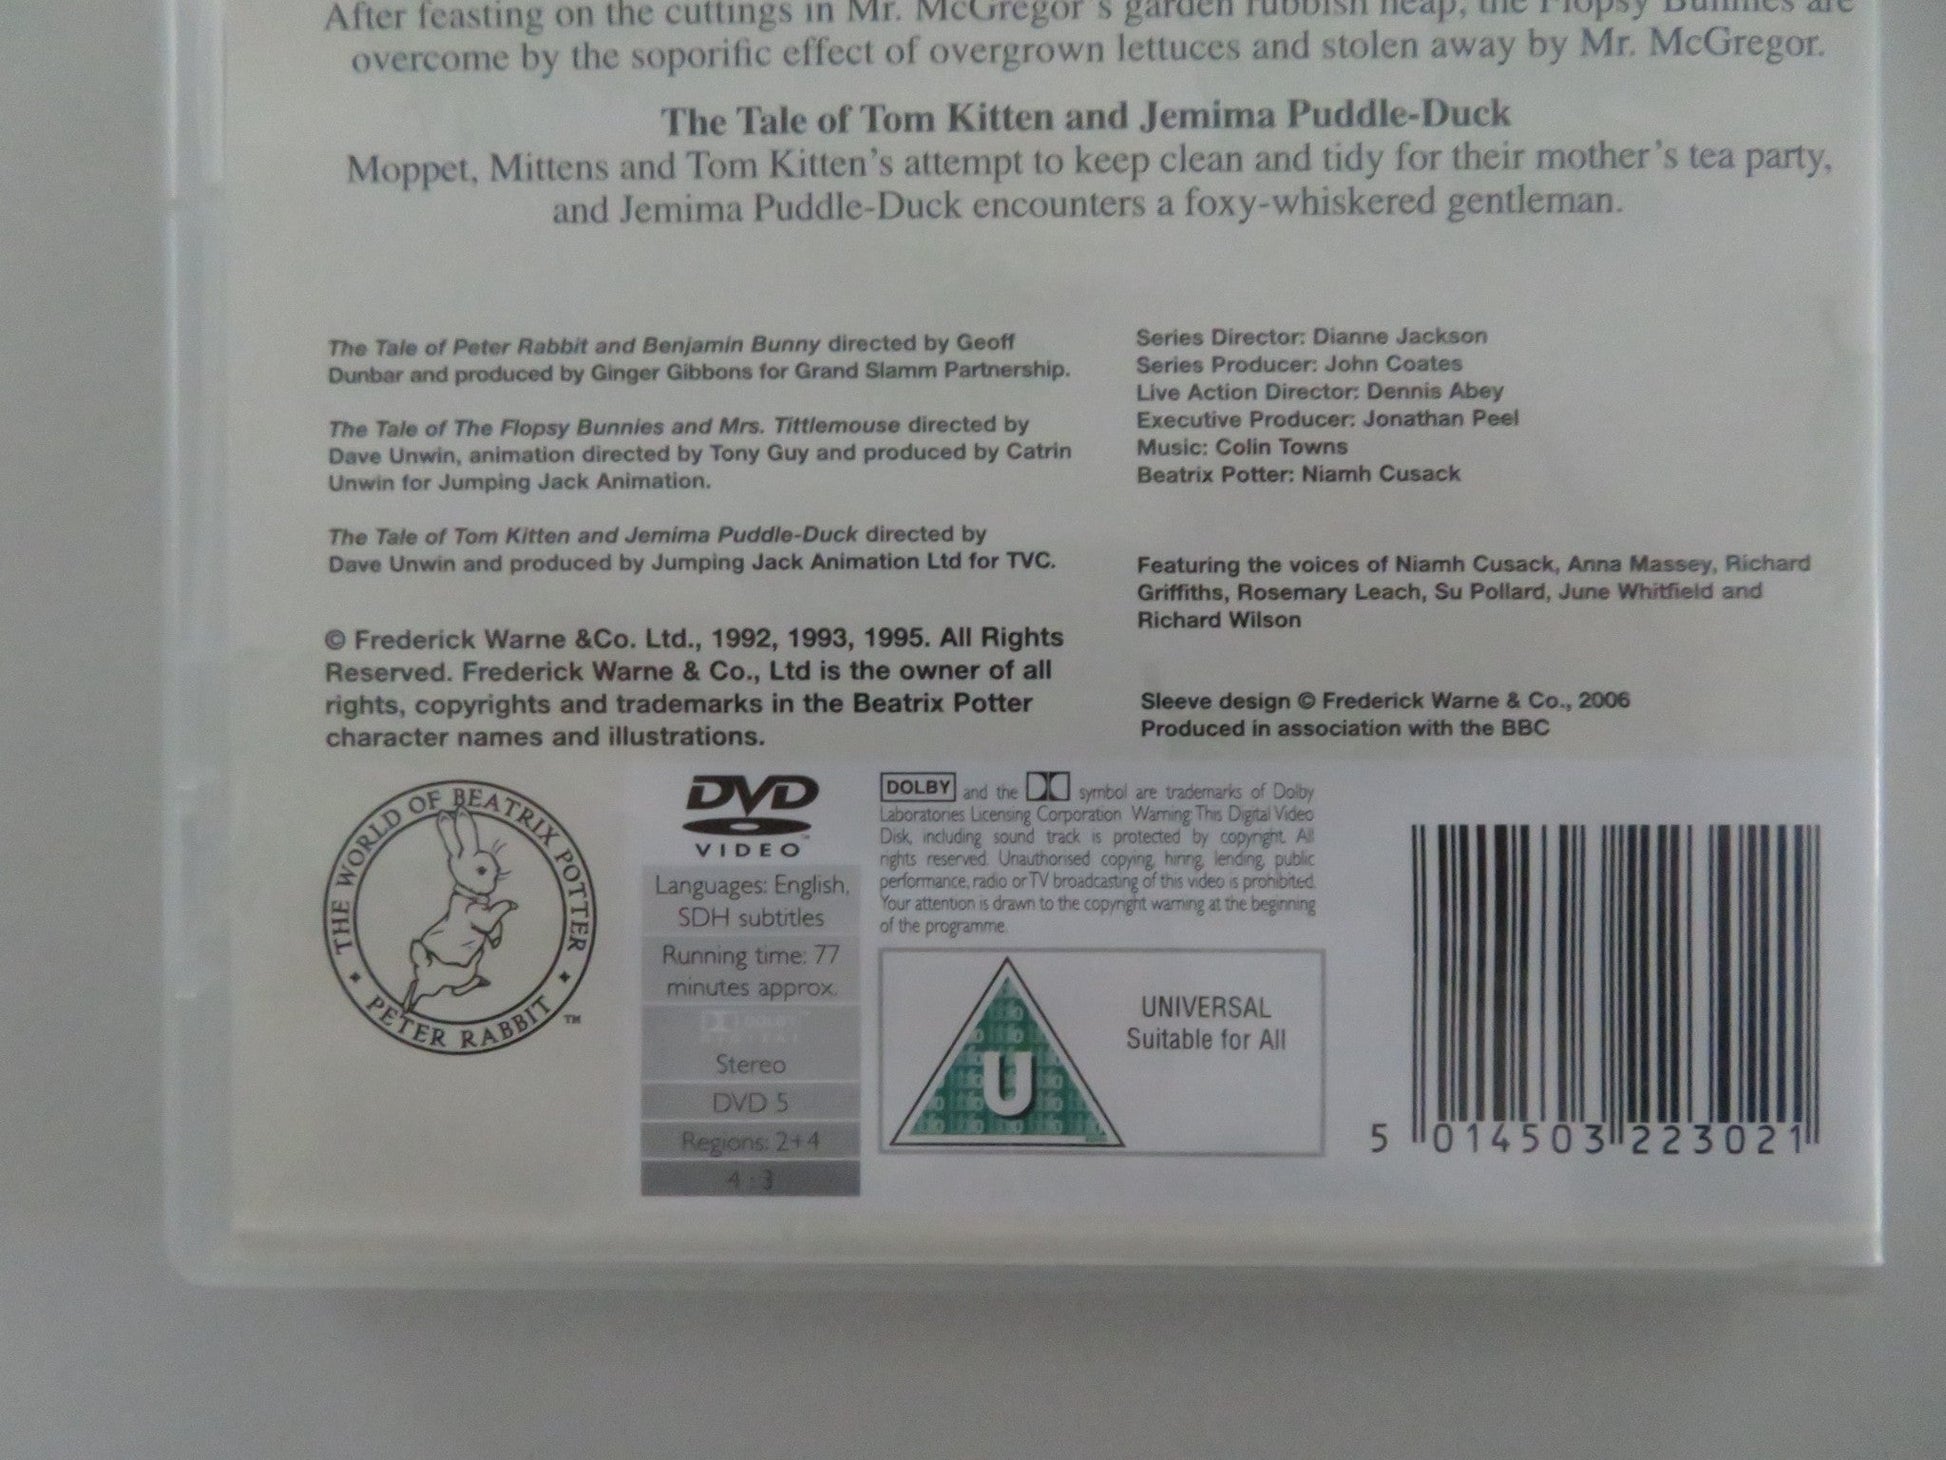 After feasting on the cuttings in Mr. McGregor's garden rubbish heap, the Flopsy Bunnies are
overcome by the soporific effect of overgrown lettuces and stolen away by Mr. McGregor.
The Tale of Tom Kitten and Jemima Puddle-Duck
Moppet, Mittens and Tom Kitten's attempt to keep clean and tidy for their mother's tea party,
and Jemima Puddle-Duck encounters a foxy-whiskered gentleman.
The Tale of Peter Rabbit and Benjamin Bunny directed by Geoff
Dunbar and produced by Ginger Gibbons for Grand Slamm Partnership.
The Tale of The Flopsy Bunnies and Mrs. Tittlemouse directed by
Dave Unwin, animation directed by Tony Guy and produced by Catrin
Unwin for Jumping Jack Animation.
The Tale of Tom Kitten and Jemima Puddle-Duck directed by
Dave Unwin and produced by Jumping Jack Animation Ltd for TVC.
© Frederick Warne &Co. Ltd., 1992, 1993, 1995. All Rights
Reserved. Frederick Warne & Co., Ltd is the owner of all
rights, copyrights and trademarks in the Beatrix Potter
character names and illustrations.
Series Director: Dianne Jackson
Series Producer: John Coates
Live Action Director: Dennis Abey
Executive Producer: Jonathan Peel
Music: Colin Towns
Beatrix Potter: Niamh Cusack
Featuring the voices of Niamh Cusack, Anna Massey, Richard
Griffiths, Rosemary Leach, Su Pollard, June Whitfield and
Richard Wilson
Sleeve design © Frederick Warne & Co., 2006
Produced in association with the BBC
THE WORLD OF BEATRIX POTTER
PETER RABBIT ™
DVD
VIDEO
Languages: English,
SDH subtitles
Running time: 77
minutes approx.
DOLBY
DIGITAL
Stereo
DVD 5
Regions: 2+4
4:3
DOLBY and the symbol are trademarks of Dolby
Laboratories Licensing Corporation Warning: This Digital Video
Disk, including sound track is protected by copyright. All
rights reserved. Unauthorised copying, hiring, lending, public
performance, radio or TV broadcasting of this video is prohibited.
Your attention is drawn to the copyright warning at the beginning
of the programme.
U
UNIVERSAL
Suitable for All
5 014503 223021